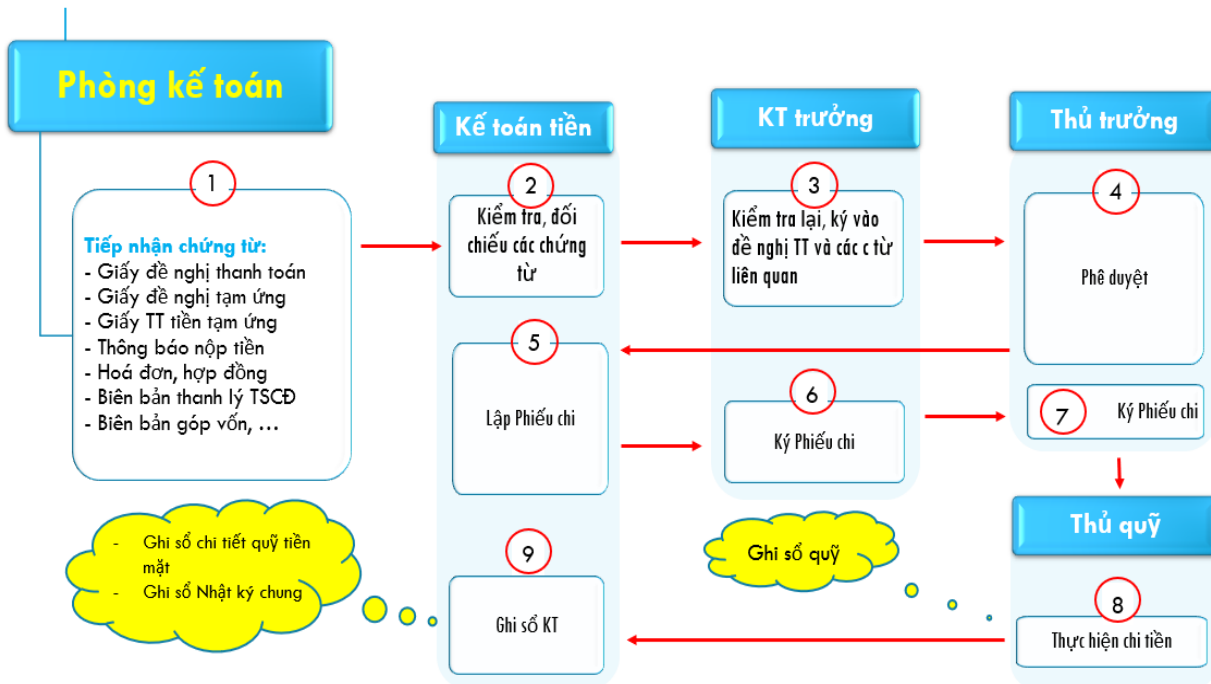 Phòng kế toán
Kế toán tiền
KT trưởng
Thủ trưởng
1
Tiếp nhận chứng từ:
- Giấy đề nghị thanh toán
- Giấy đề nghị tạm ứng
- Giấy TT tiền tạm ứng
- Thông báo nộp tiền
- Hoá đơn, hợp đồng
- Biên bản thanh lý TSCĐ
- Biên bản góp vốn, ...
2
Kiểm tra, đối
chiếu các chứng
từ
3
Kiểm tra lại, ký vào
đề nghị TT và các c từ
liên quan
4
Phê duyệt
5
Lập Phiếu chi
6
Ký Phiếu chi
7
Ký Phiếu chi
Thủ quỹ
8
Thực hiện chi tiền
Ghi sổ quỹ
9
Ghi sổ KT
- Ghi sổ chi tiết quỹ tiền
mặt
- Ghi sổ Nhật ký chung